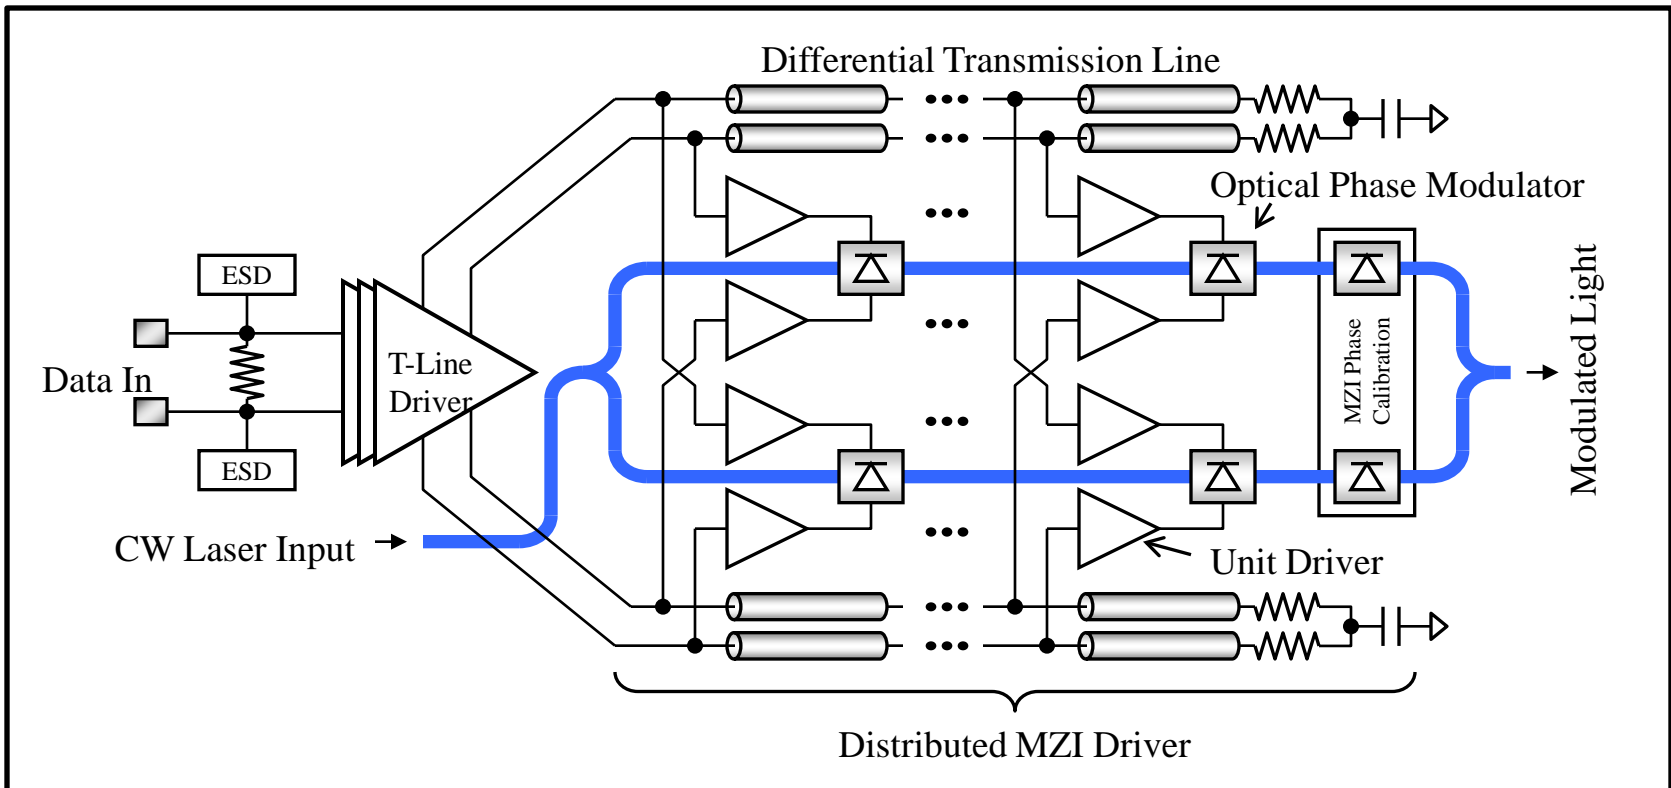 Differential Transmission Line
Optical Phase Modulator
ESD
T-Line
Driver
Data In
ESD
MZI Phase
Calibration
Modulated Light
CW Laser Input
Unit Driver
Distributed MZI Driver